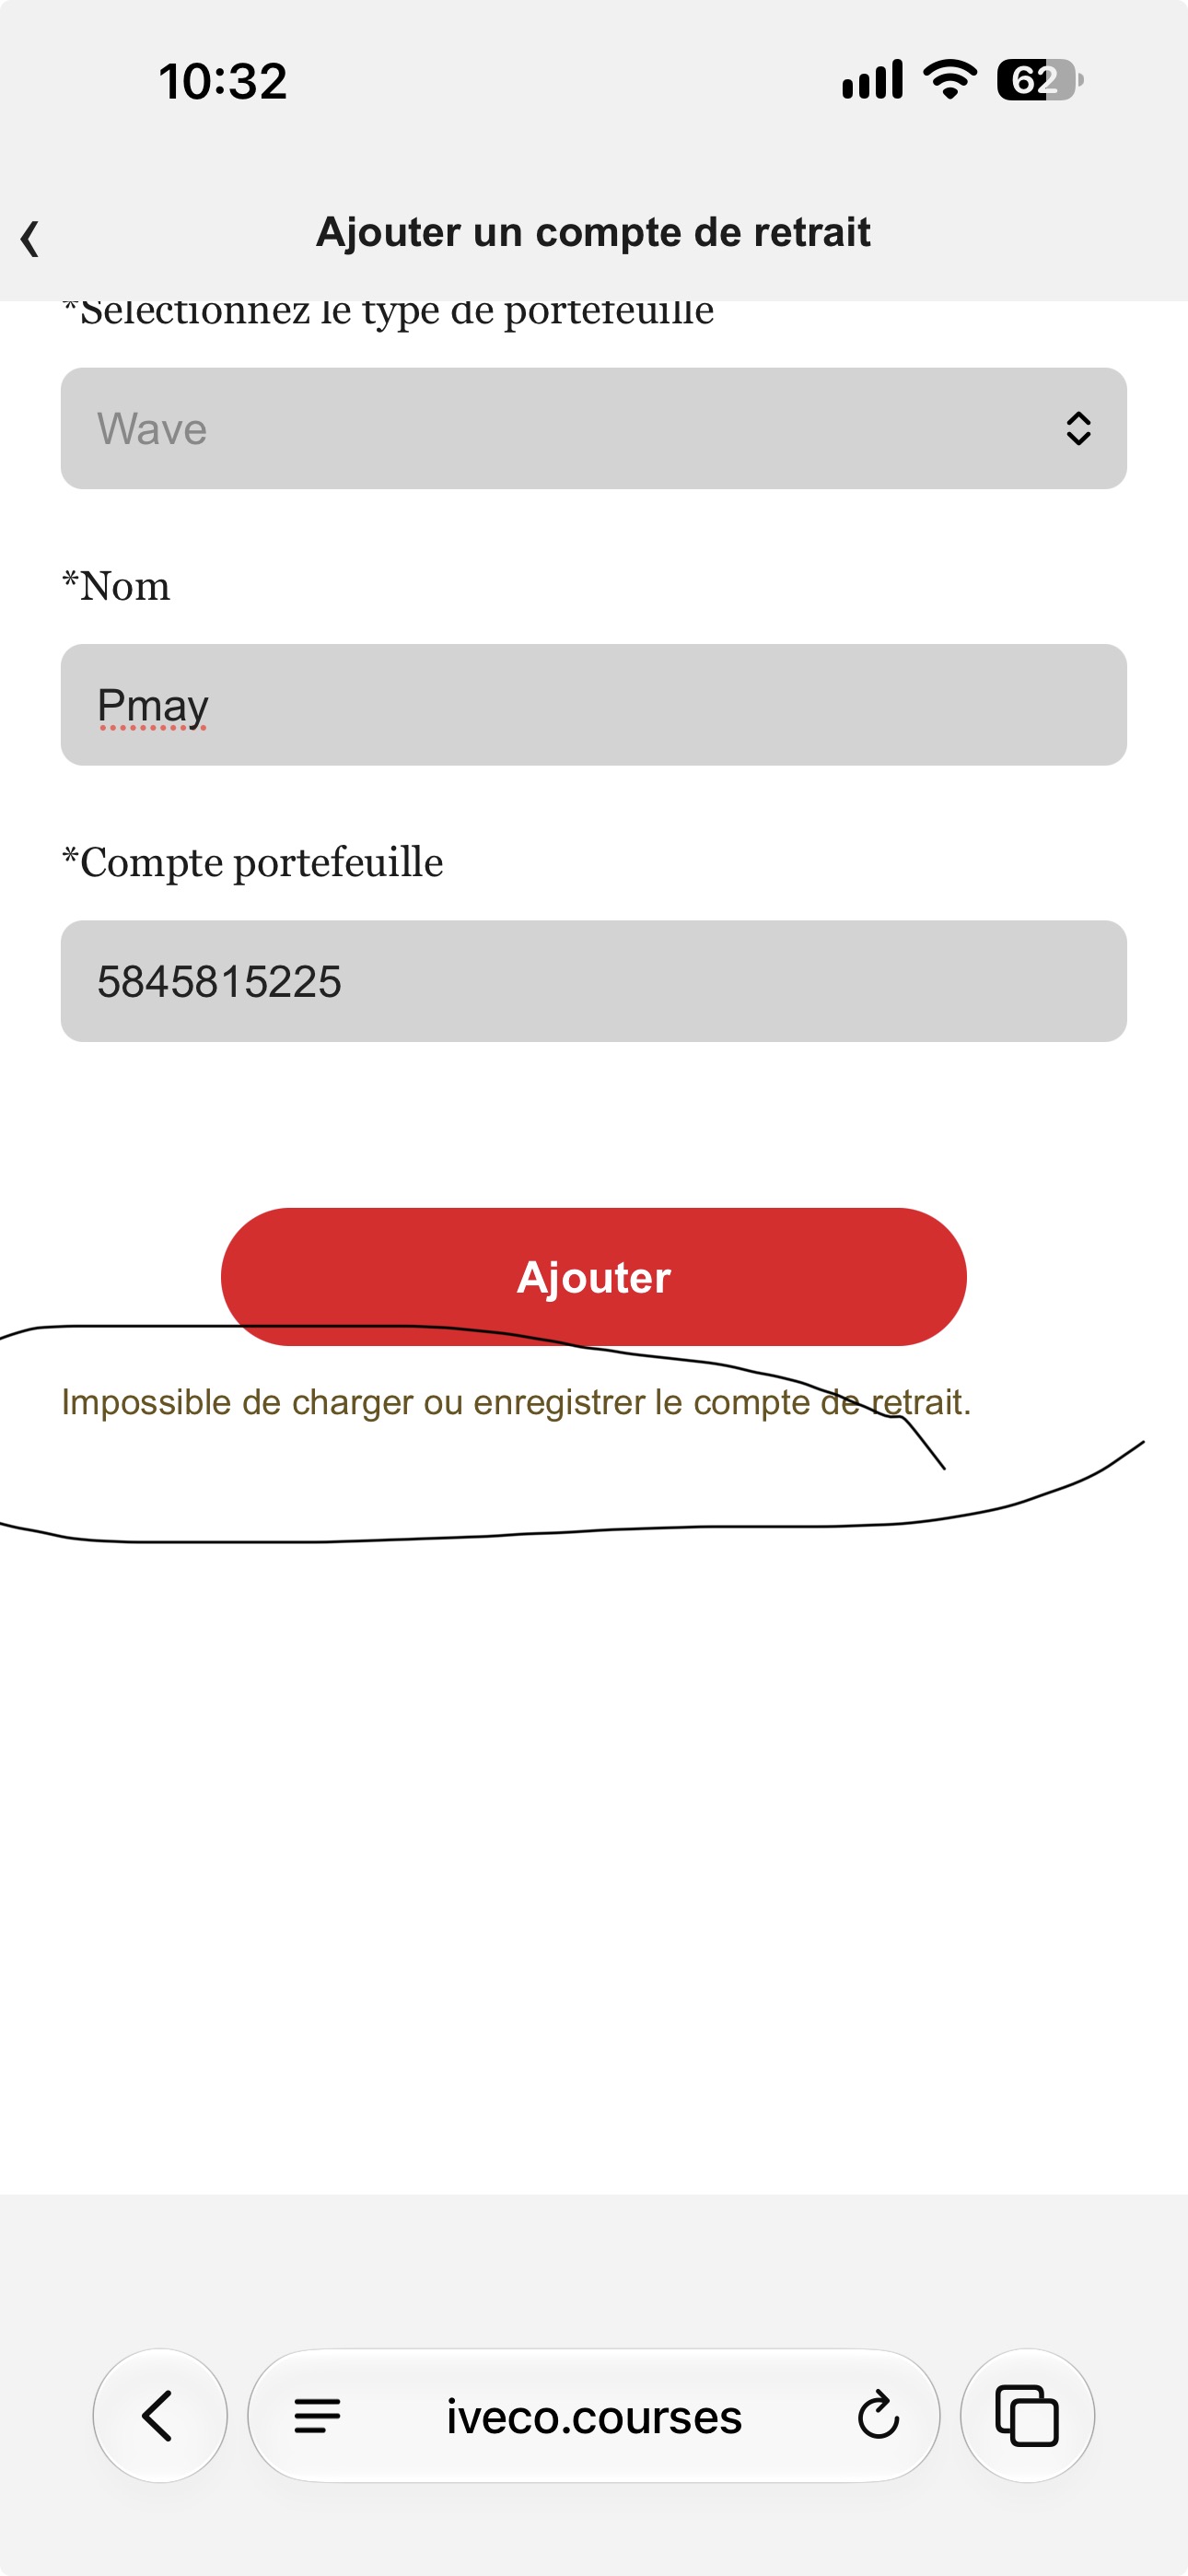 10:32
62
Ajouter un compte de retrait
*Sélectionnez le type de portefeuille
Wave
*Nom
Pmay
*Compte portefeuille
5845815225
Ajouter
Impossible de charger ou enregistrer le compte de retrait.
iveco.courses